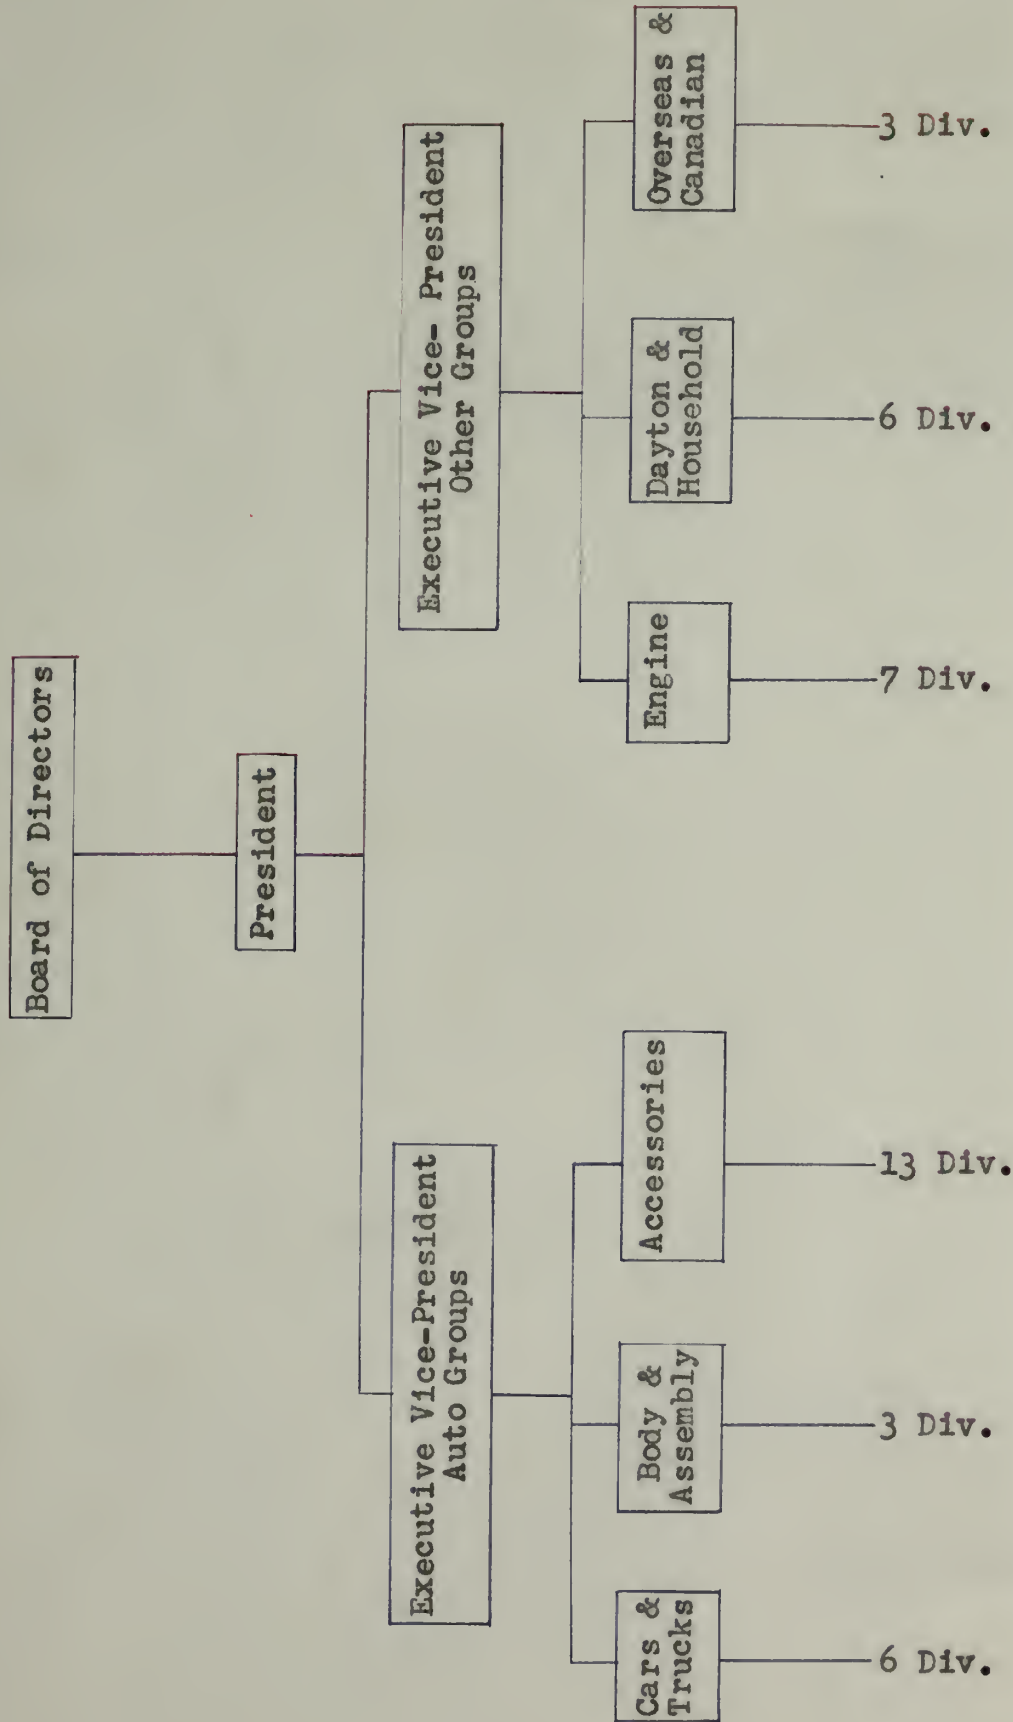 Board of Directors
President
Executive Vice-President
Auto Groups
Executive Vice- President
Other Groups
Cars &
Trucks
Body &
Assembly
Accessories
Engine
Dayton &
Household
Overseas &
Canadian
6 Div.
3 Div.
13 Div.
7 Div.
6 Div.
3 Div.